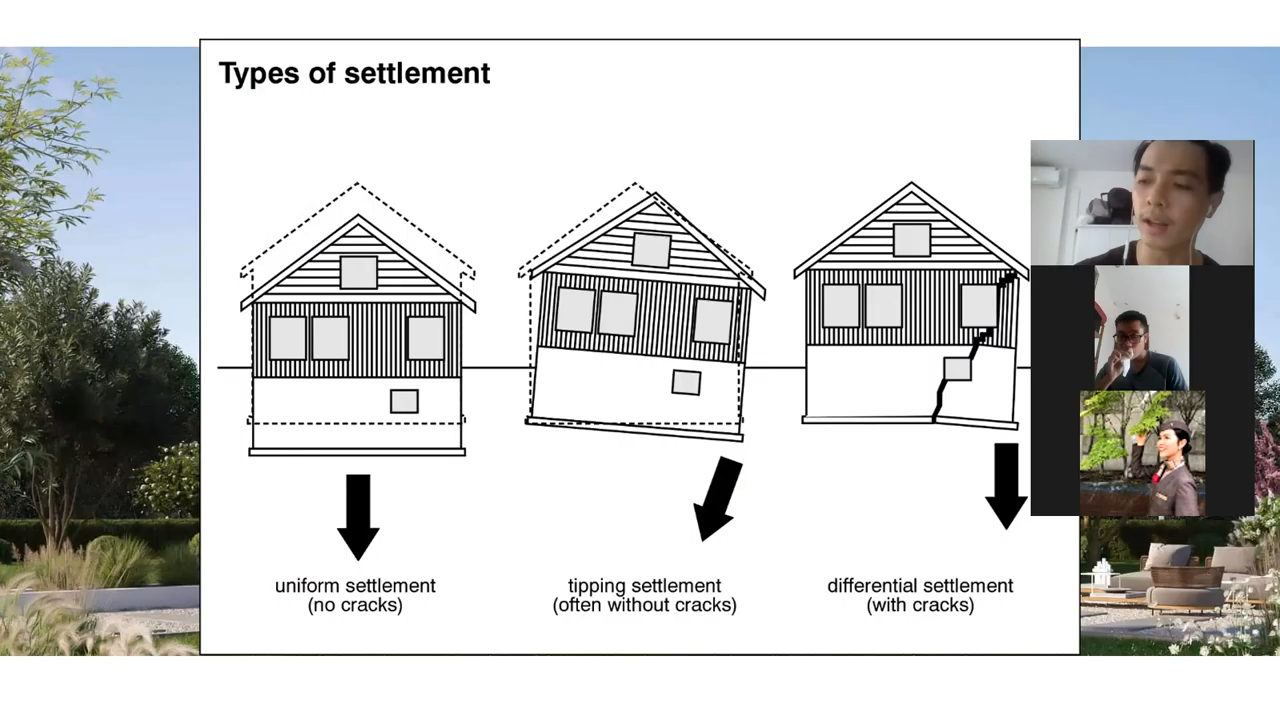 Types of settlement
uniform settlement
(no cracks)
tipping settlement
(often without cracks)
differential settlement
(with cracks)